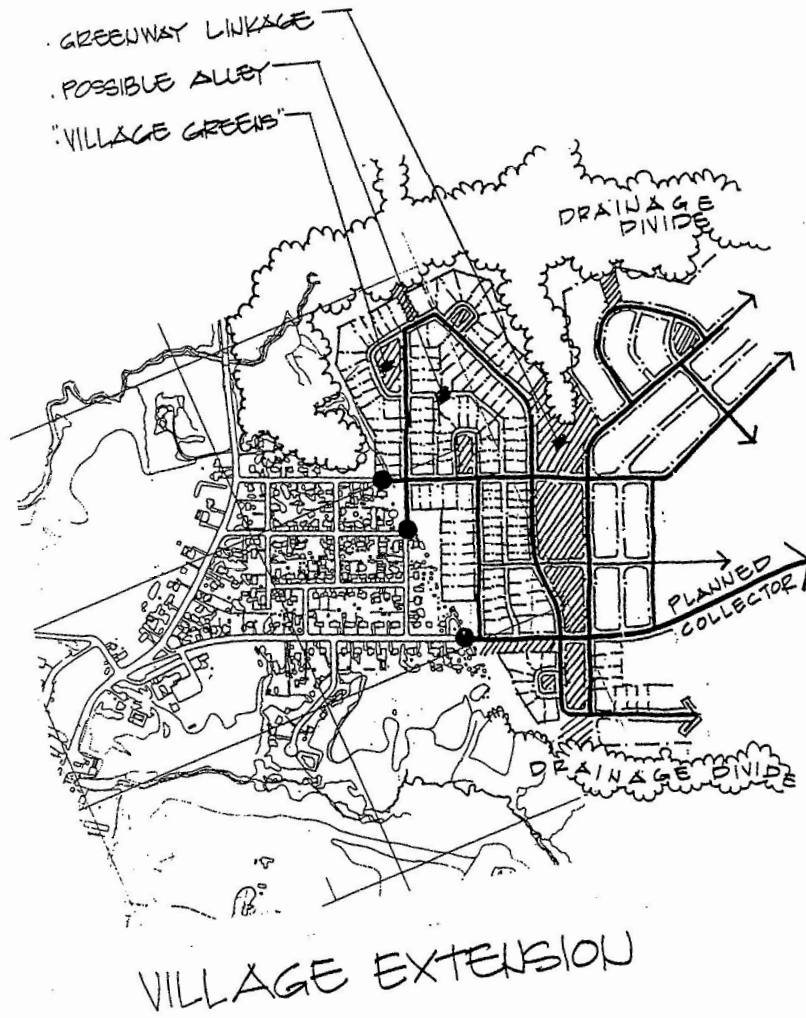 . GREENWAY LINKAGE
. POSSIBLE ALLEY
. "VILLAGE GREENS"
DRAINAGE
DIVIDE
PLANNED
COLLECTOR
DRAINAGE DIVIDE
VILLAGE EXTENSION